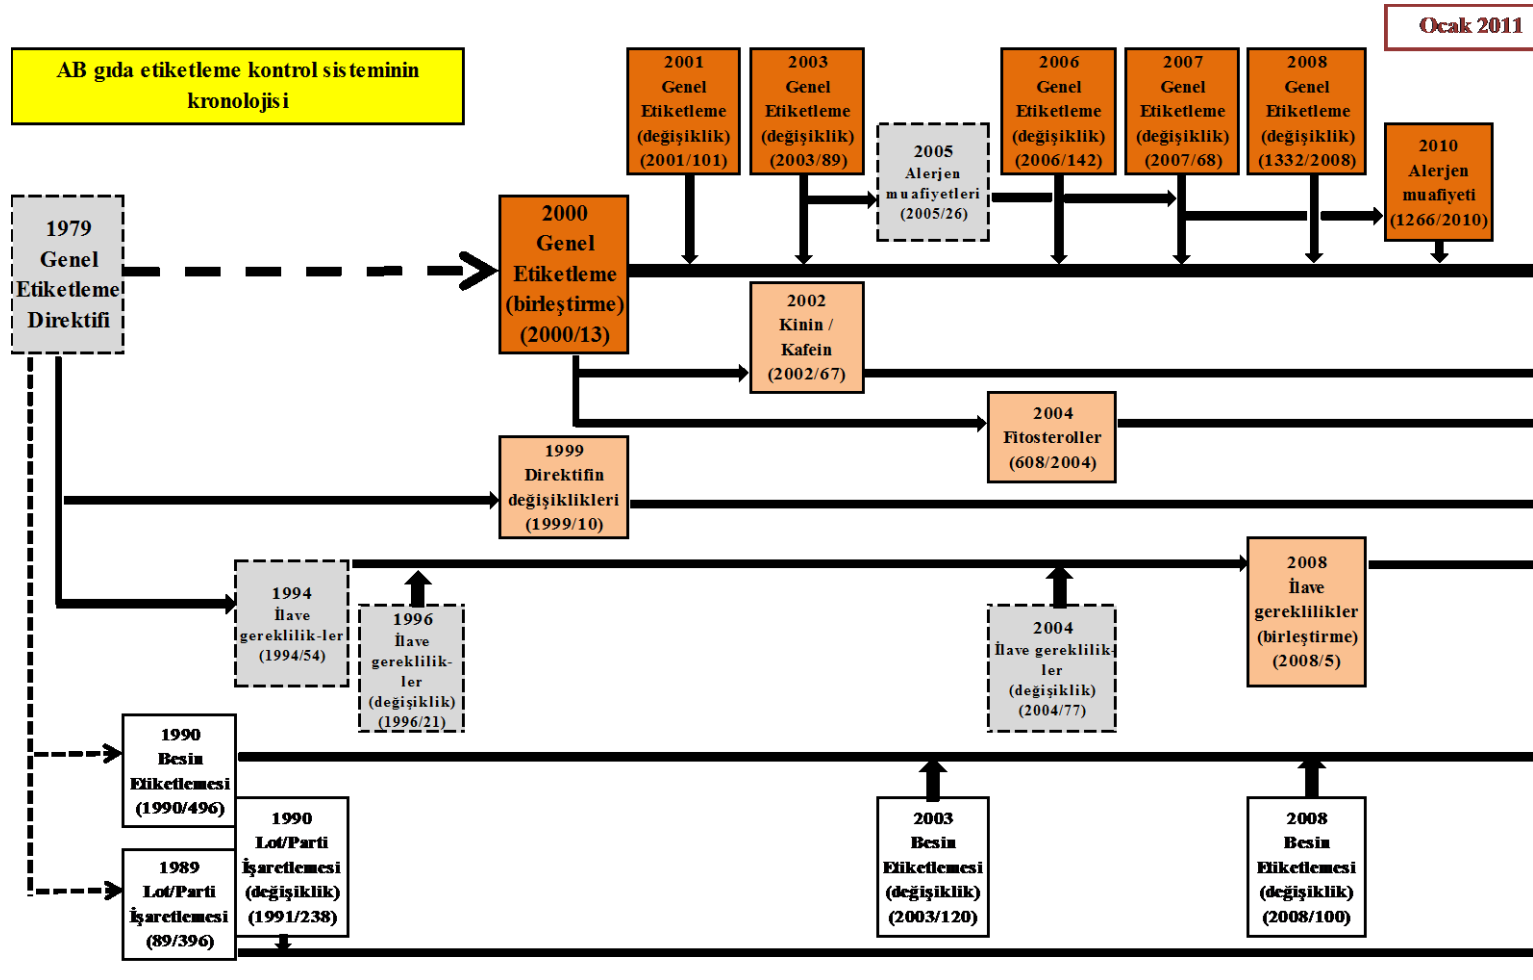 Ocak 2011
AB gıda etiketleme kontrol sisteminin
kronolojisi
2001
Genel
Etiketleme
(değişiklik)
(2001/101)
2003
Genel
Etiketleme
(değişiklik)
(2003/89)
2005
Alerjen
muafiyetleri
(2005/26)
2006
Genel
Etiketleme
(değişiklik)
(2006/142)
2007
Genel
Etiketleme
(değişiklik)
(2007/68)
2008
Genel
Etiketleme
(değişiklik)
(1332/2008)
2010
Alerjen
muafiyeti
(1266/2010)
1979
Genel
Etiketleme
Direktifi
2000
Genel
Etiketleme
(birleştirme)
(2000/13)
2002
Kinin /
Kafein
(2002/67)
2004
Fitosteroller
(608/2004)
1999
Direktifin
değişiklikleri
(1999/10)
1994
İlave
gereklilik-ler
(1994/54)
1996
İlave
gereklilik-
ler
(değişiklik)
(1996/21)
2004
İlave gereklilik-
ler
(değişiklik)
(2004/77)
2008
İlave
gereklilikler
(birleştirme)
(2008/5)
1990
Besin
Etiketlemesi
(1990/496)
1989
Lot/Parti
İşaretlemesi
(89/396)
1990
Lot/Parti
İşaretlemesi
(değişiklik)
(1991/238)
2003
Besin
Etiketlemesi
(değişiklik)
(2003/120)
2008
Besin
Etiketlemesi
(değişiklik)
(2008/100)